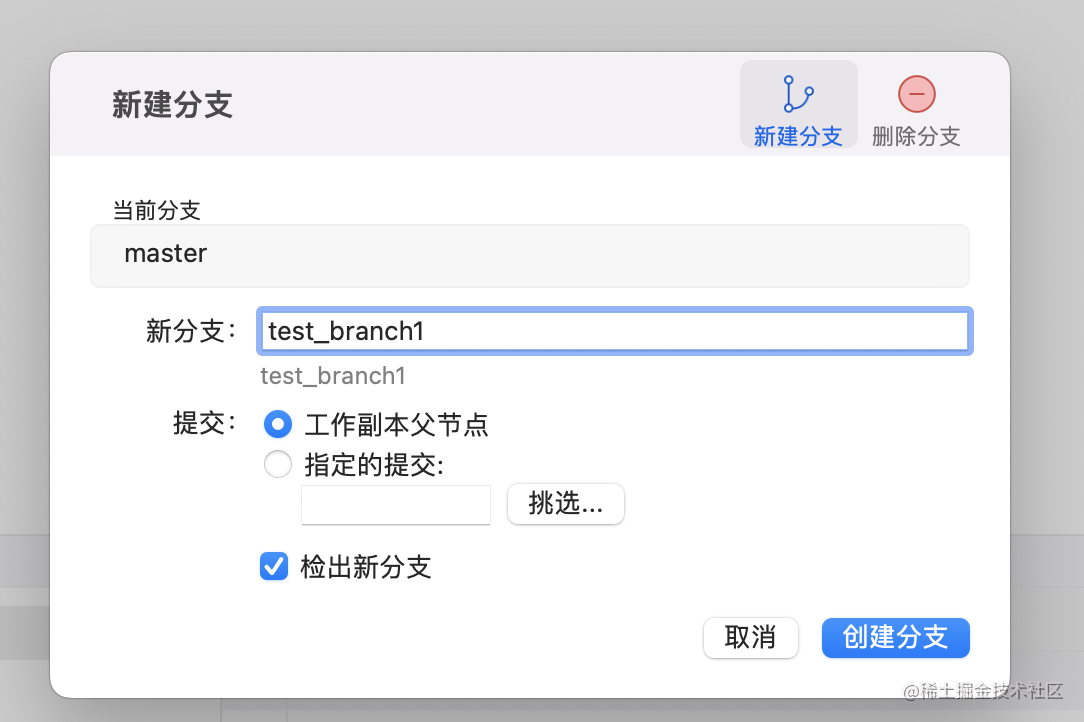 新建分支
新建分支
删除分支
当前分支
master
新分支：
test_branch1
test_branch1
提交：
工作副本父节点
指定的提交:
挑选...
检出新分支
取消
创建分支
@稀土掘金技术社区